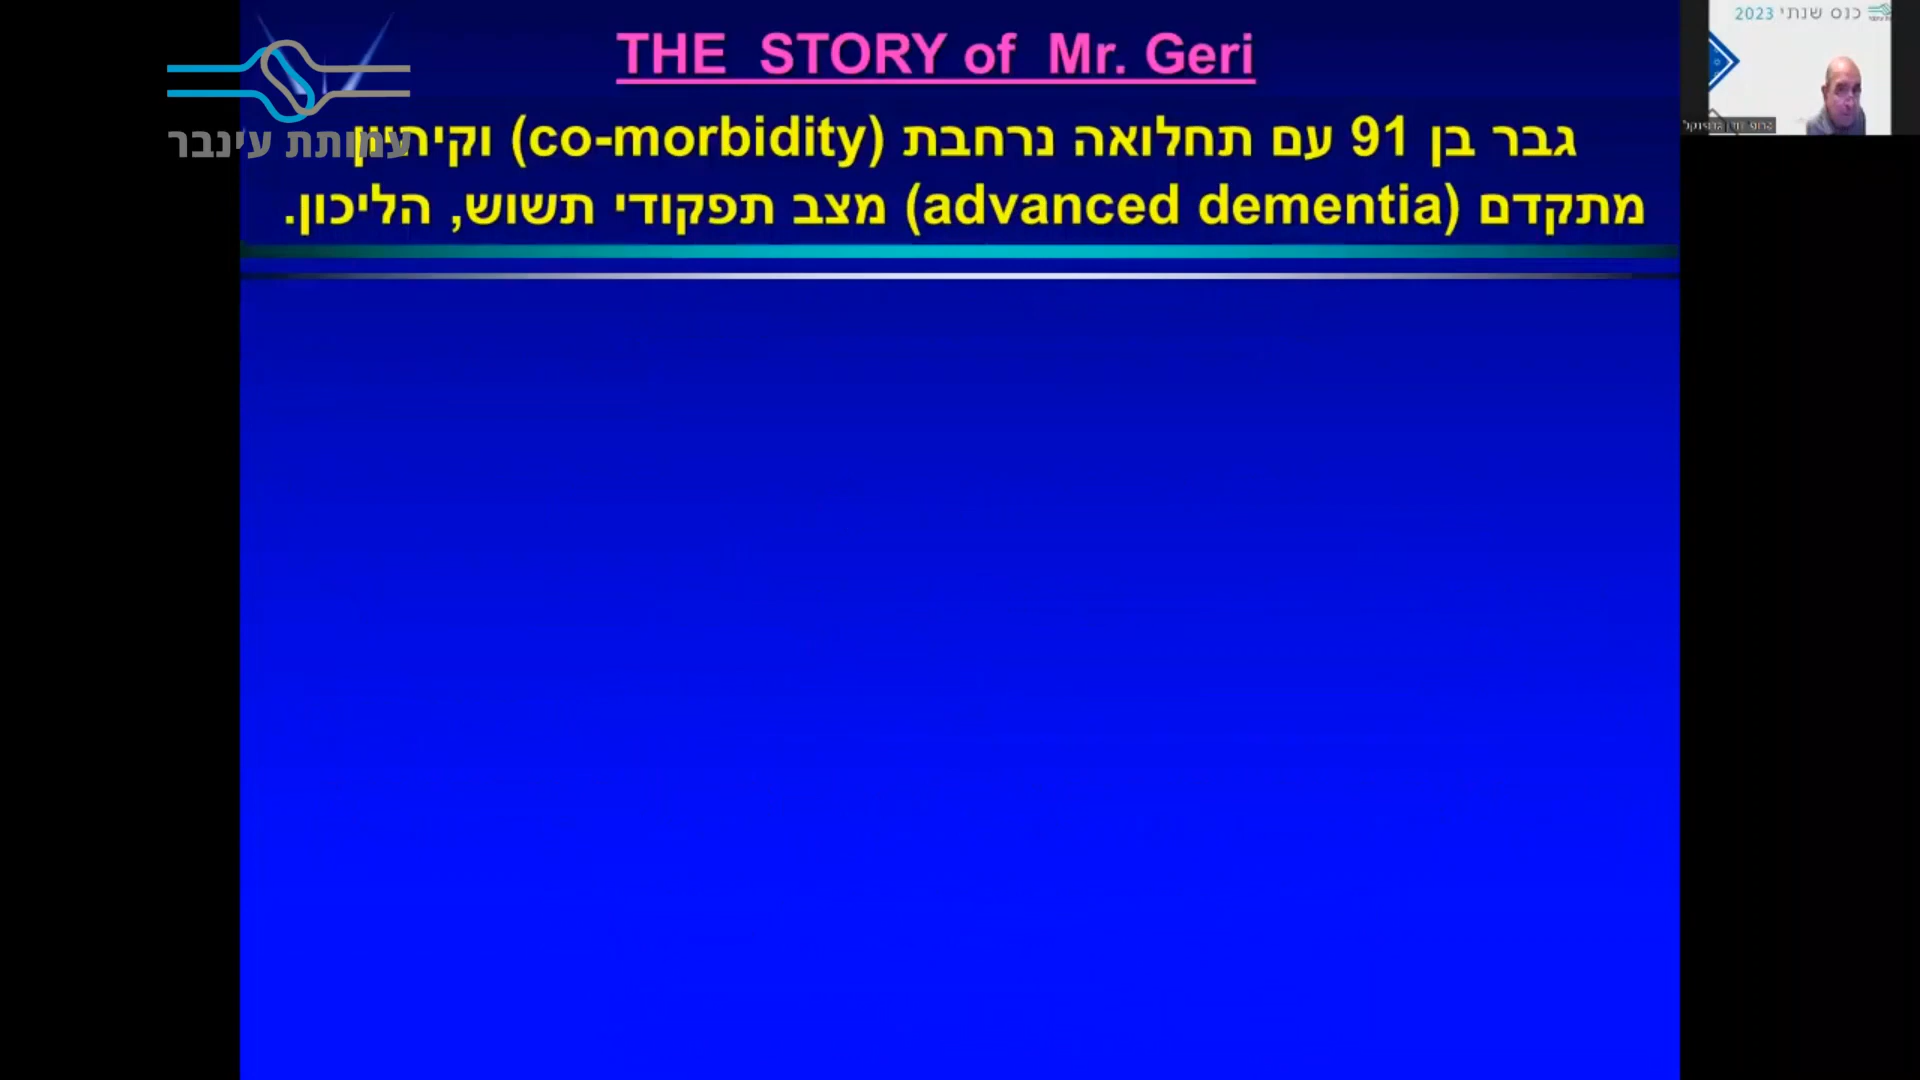 THE STORY of Mr. Geri
גבר בן 91 עם תחלואה נרחבת (co-morbidity) וקיהיון
מתקדם (advanced dementia) מצב תפקודי תשוש, הליכון.
עמותת עינבר
כנס שנתי 2023